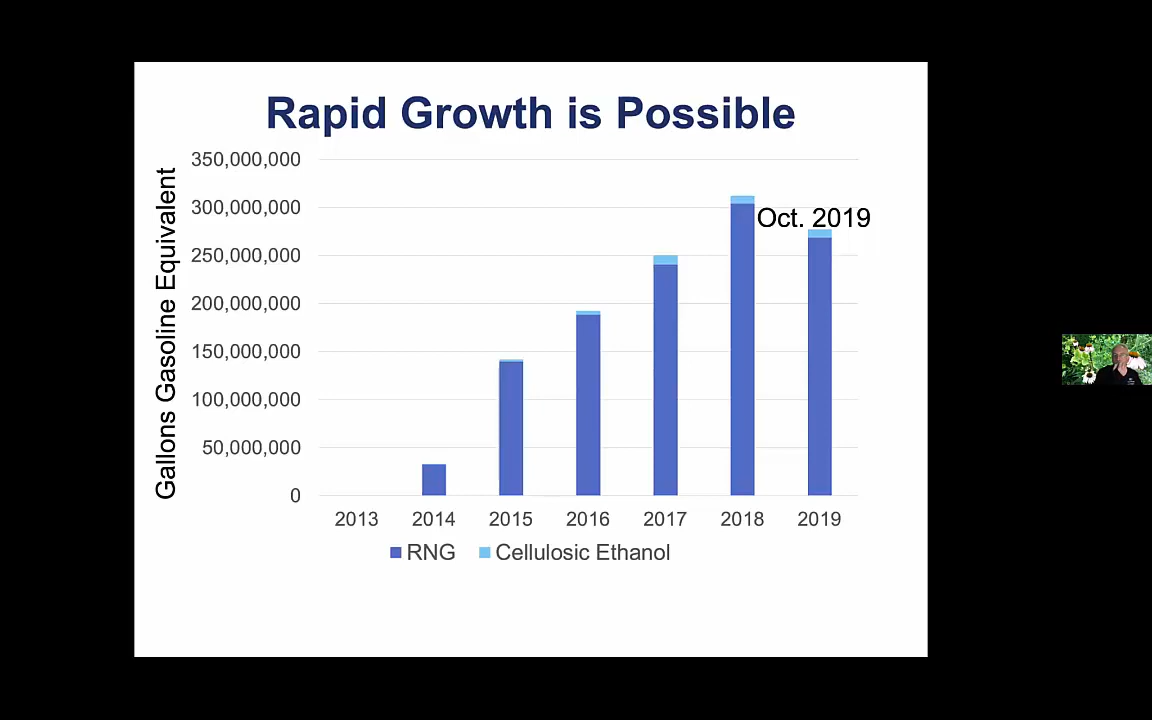 Rapid Growth is Possible
Gallons Gasoline Equivalent
350,000,000
300,000,000
250,000,000
200,000,000
150,000,000
100,000,000
50,000,000
0
Oct. 2019
2013 2014 2015 2016 2017 2018 2019
RNG Cellulosic Ethanol